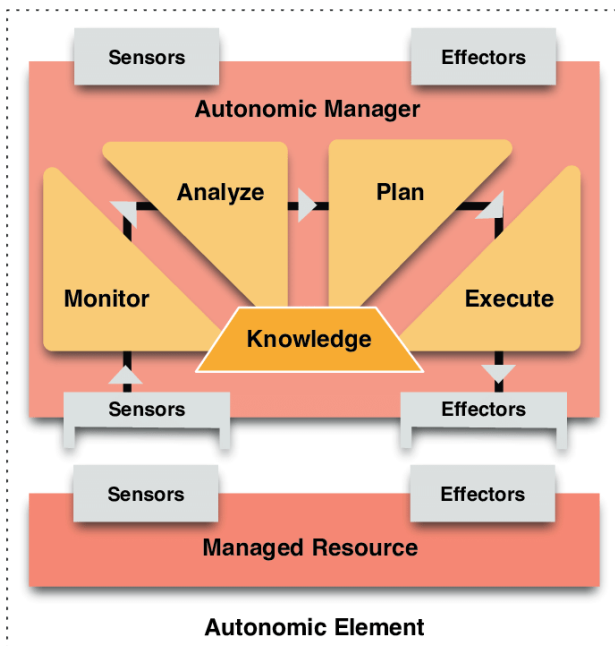 Sensors
Effectors
Autonomic Manager
Analyze
Plan
Monitor
Execute
Knowledge
Sensors
Effectors
Sensors
Effectors
Managed Resource
Autonomic Element